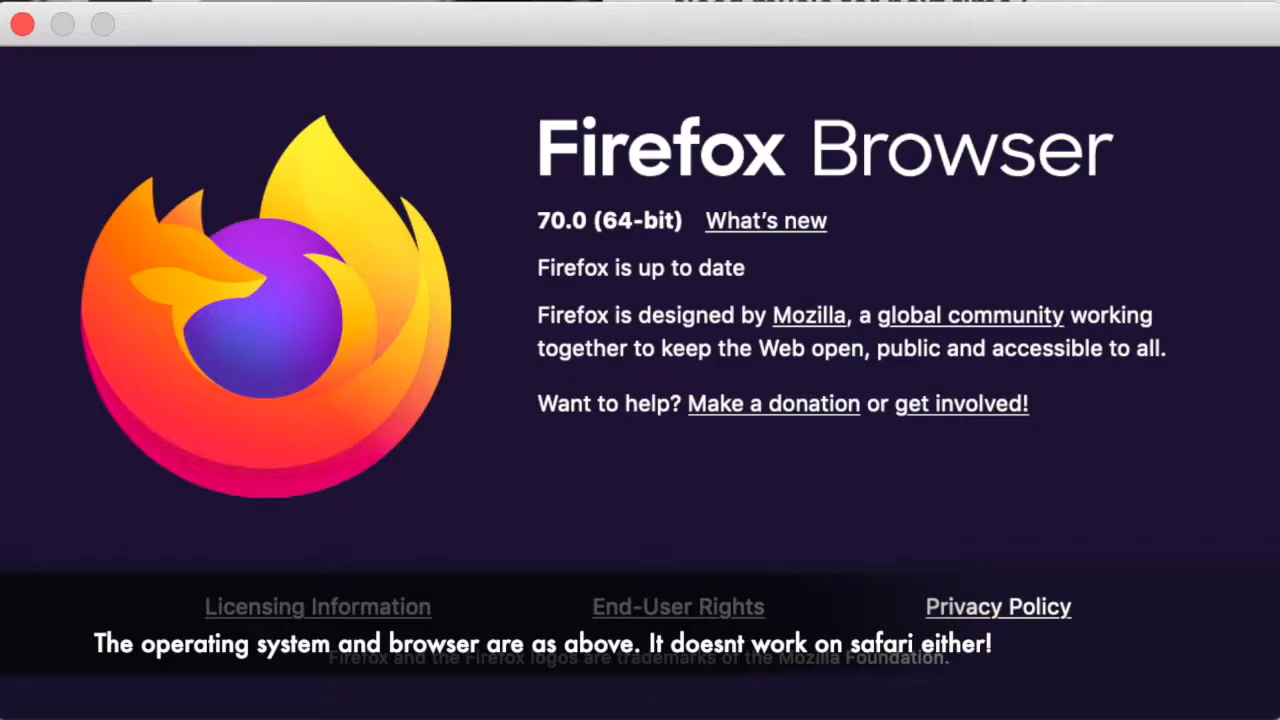 Firefox Browser
70.0 (64-bit) What's new
Firefox is up to date
Firefox is designed by Mozilla, a global community working
together to keep the Web open, public and accessible to all.
Want to help? Make a donation or get involved!
Licensing Information End-User Rights Privacy Policy
The operating system and browser are as above. It doesnt work on safari either!
Firefox and the Firefox logos are trademarks of the Mozilla Foundation.